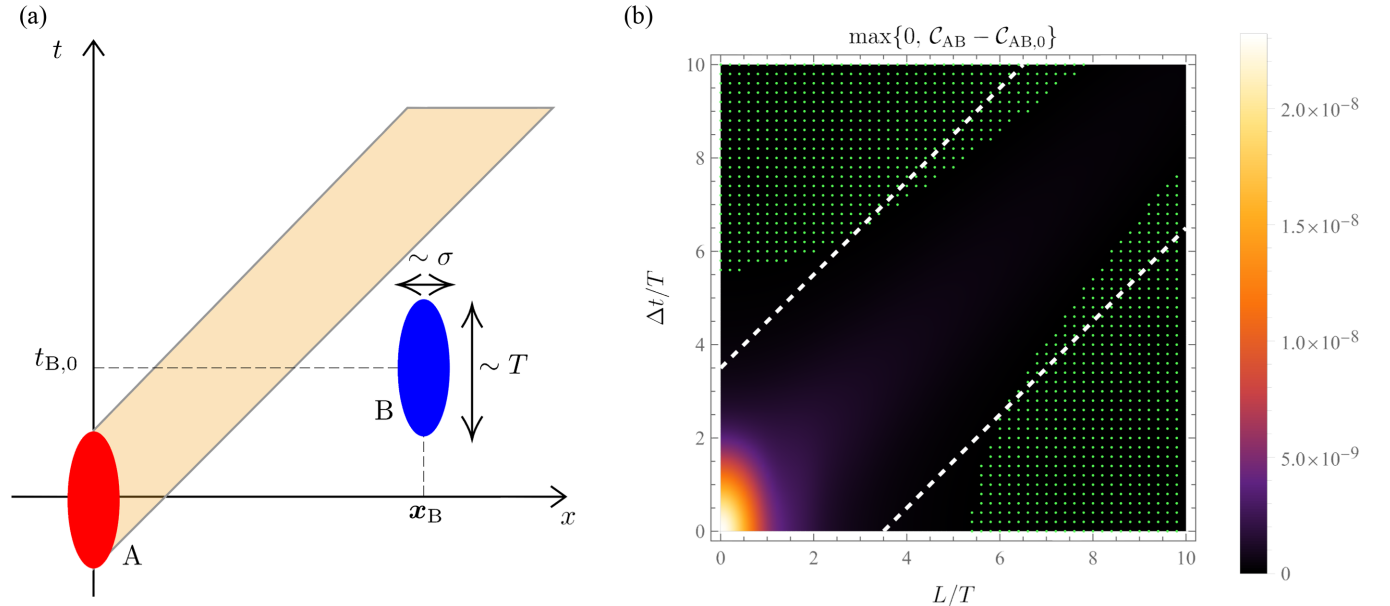 (a)
t
~ σ
t_B,0
~ T
B
A
x_B
x
(b)
max{0, 𝒞_AB − 𝒞_AB,0}
10
8
6
4
2
0
Δt/T
0 2 4 6 8 10
L/T
2.0×10⁻⁸
1.5×10⁻⁸
1.0×10⁻⁸
5.0×10⁻⁹
0